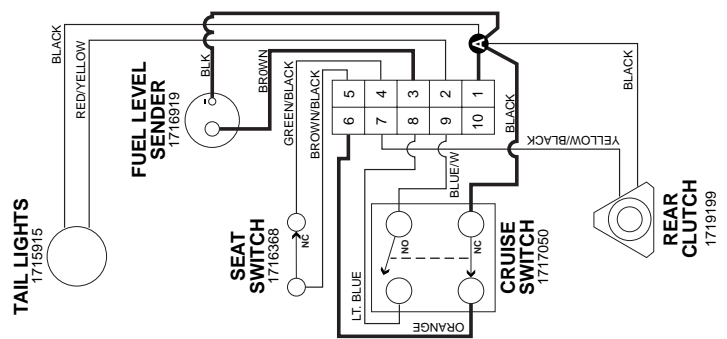 TAIL LIGHTS
1715915
BLACK
RED/YELLOW
FUEL LEVEL
SENDER
1716919
BLK
-
BROWN
GREEN/BLACK
BROWN/BLACK
SEAT
SWITCH
1716368
NC
5
4
3
2
1
6
7
8
9
10
A
BLACK
BLACK
YELLOW/BLACK
BLUE/W
LT. BLUE
ORANGE
NO
NC
CRUISE
SWITCH
1717050
REAR
CLUTCH
1719199